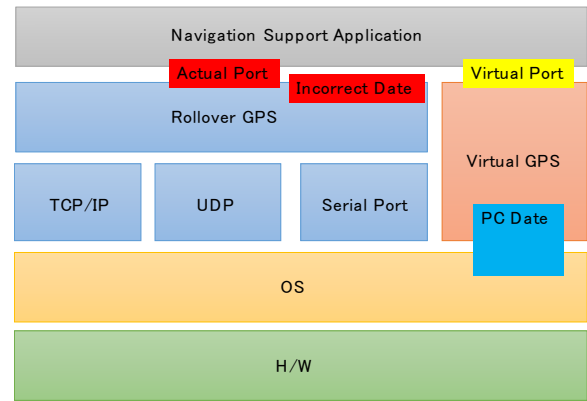 Navigation Support Application
Actual Port
Virtual Port
Incorrect Date
Rollover GPS
Virtual GPS
TCP/IP
UDP
Serial Port
PC Date
OS
H/W